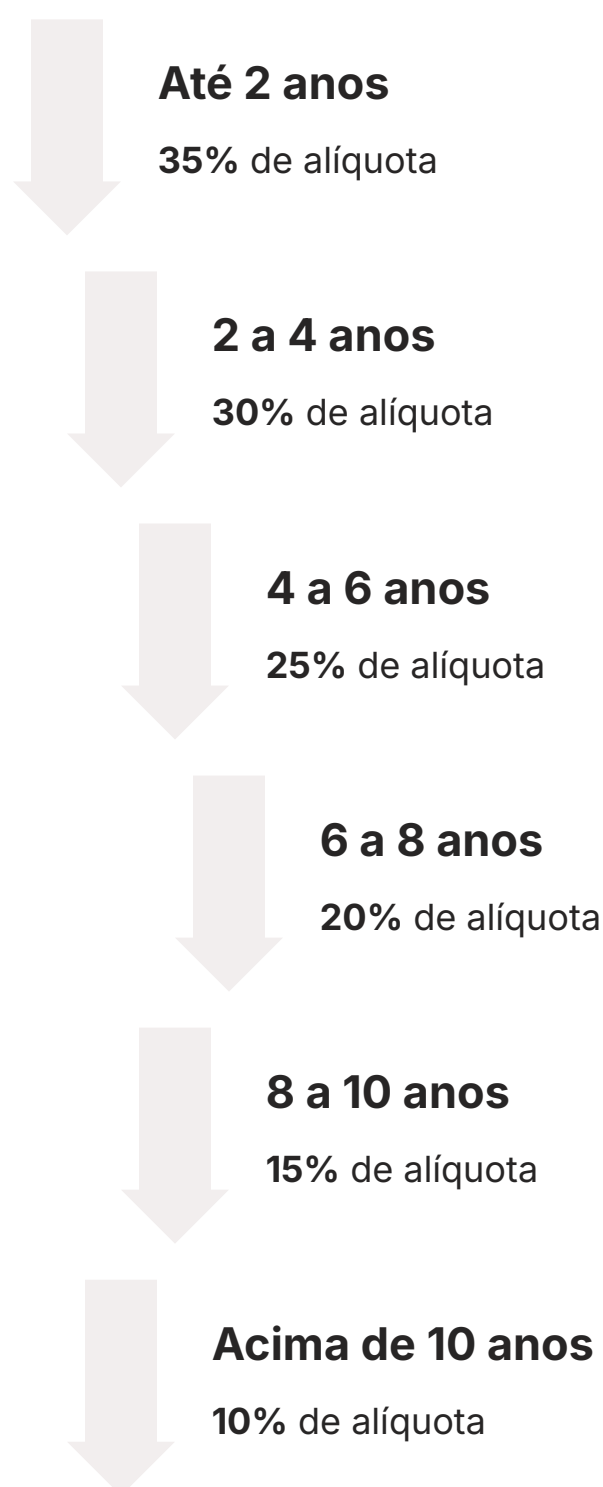 Até 2 anos
35% de alíquota
2 a 4 anos
30% de alíquota
4 a 6 anos
25% de alíquota
6 a 8 anos
20% de alíquota
8 a 10 anos
15% de alíquota
Acima de 10 anos
10% de alíquota